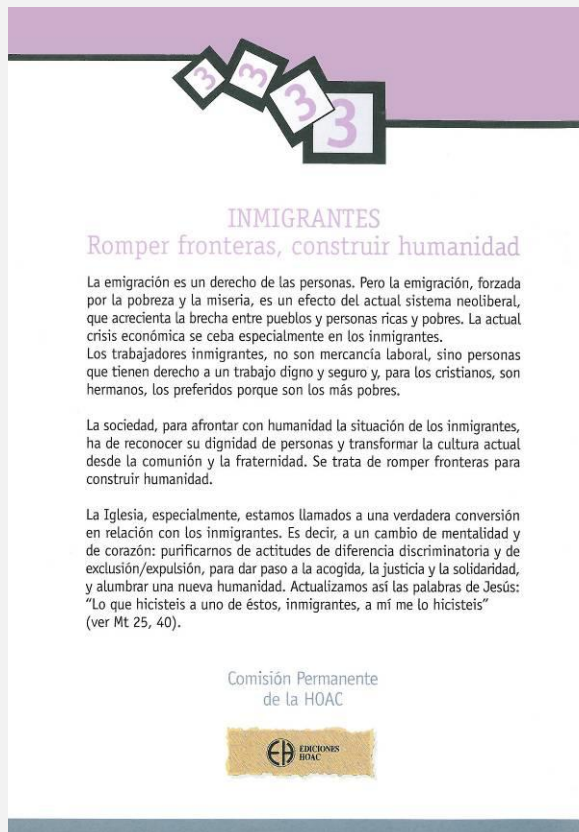 3
3
3
3
INMIGRANTES
Romper fronteras, construir humanidad
La emigración es un derecho de las personas. Pero la emigración, forzada
por la pobreza y la miseria, es un efecto del actual sistema neoliberal,
que acrecienta la brecha entre pueblos y personas ricas y pobres. La actual
crisis económica se ceba especialmente en los inmigrantes.
Los trabajadores inmigrantes, no son mercancía laboral, sino personas
que tienen derecho a un trabajo digno y seguro y, para los cristianos, son
hermanos, los preferidos porque son los más pobres.
La sociedad, para afrontar con humanidad la situación de los inmigrantes,
ha de reconocer su dignidad de personas y transformar la cultura actual
desde la comunión y la fraternidad. Se trata de romper fronteras para
construir humanidad.
La Iglesia, especialmente, estamos llamados a una verdadera conversión
en relación con los inmigrantes. Es decir, a un cambio de mentalidad y
de corazón: purificarnos de actitudes de diferencia discriminatoria y de
exclusión/expulsión, para dar paso a la acogida, la justicia y la solidaridad,
y alumbrar una nueva humanidad. Actualizamos así las palabras de Jesús:
“Lo que hicisteis a uno de éstos, inmigrantes, a mí me lo hicisteis”
(ver Mt 25, 40).
Comisión Permanente
de la HOAC
EH EDICIONES
HOAC